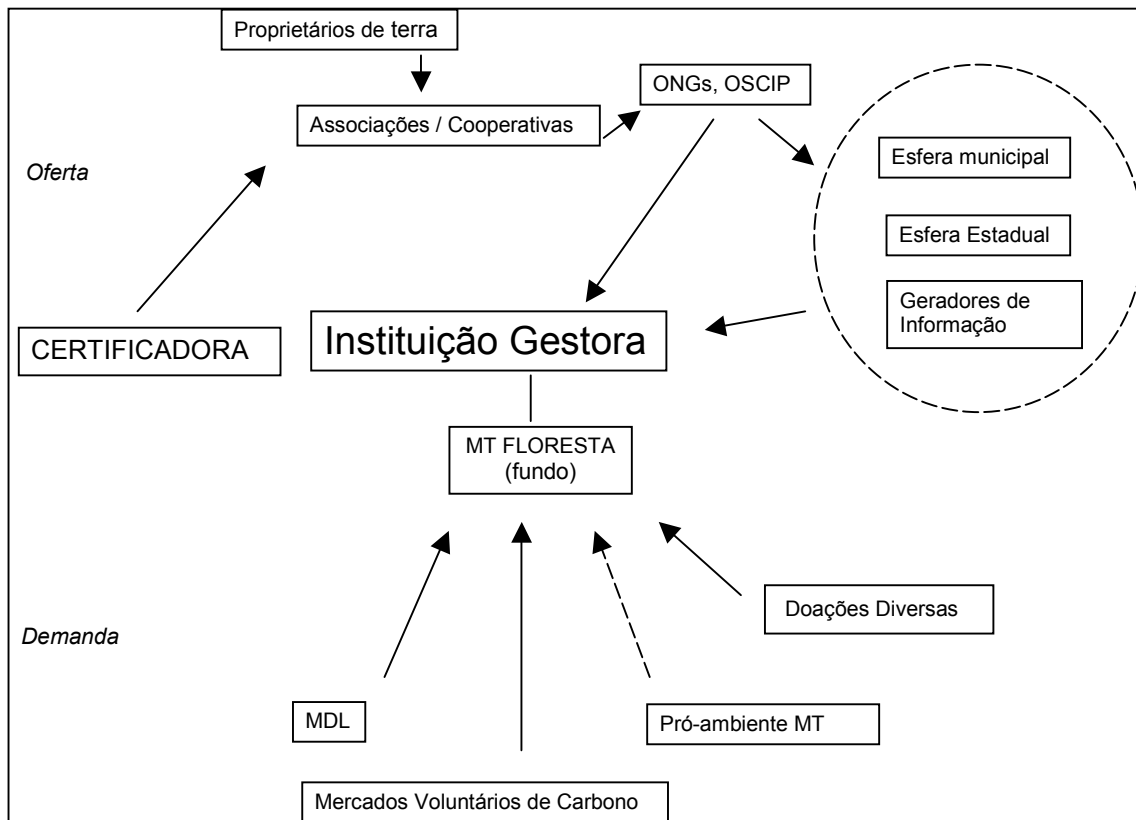 Proprietários de terra
ONGs, OSCIP
Associações / Cooperativas
Esfera municipal
Oferta
Esfera Estadual
Geradores de
Informação
CERTIFICADORA
Instituição Gestora
MT FLORESTA
(fundo)
Doações Diversas
Demanda
MDL
Pró-ambiente MT
Mercados Voluntários de Carbono